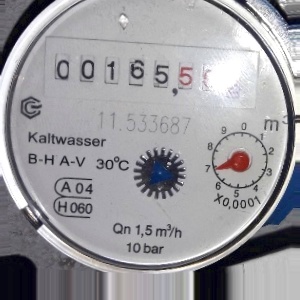 00165,5
11.533687
m³
Kaltwasser
B-H A-V 30°C
A 04
H 060
Qn 1,5 m³/h
10 bar
0 1 2 3 4 5 6 7 8 9
X0,0001